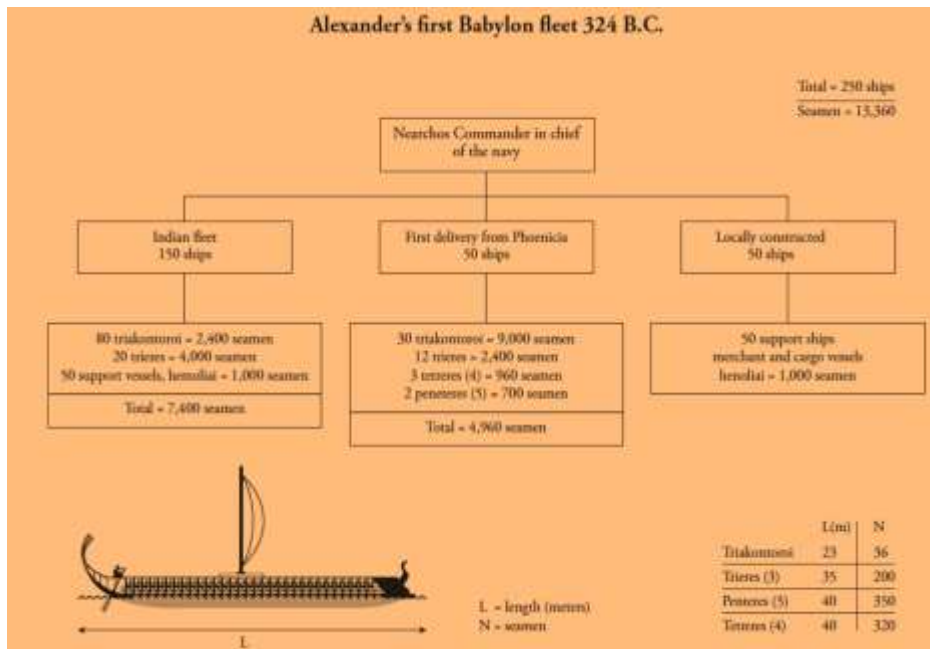 Alexander's first Babylon fleet 324 B.C.
Total = 250 ships
Seamen = 13,360
Nearchos Commander in chief
of the navy
Indian fleet
150 ships
First delivery from Phoenicia
50 ships
Locally constructed
50 ships
80 triakontoroi = 2,400 seamen
20 trieres = 4,000 seamen
50 support vessels, hemoliai = 1,000 seamen
Total = 7,400 seamen
30 triakontoroi = 9,000 seamen
12 trieres = 2,400 seamen
3 tetreres (4) = 960 seamen
2 penteteres (5) = 700 seamen
Total = 4,960 seamen
50 support ships
merchant and cargo vessels
hemoliai = 1,000 seamen
L(m) N
Triakontoroi 23 36
Trieres (3) 35 200
Penteres (5) 40 350
Tetreres (4) 40 320
L = length (meters)
N = seamen
L